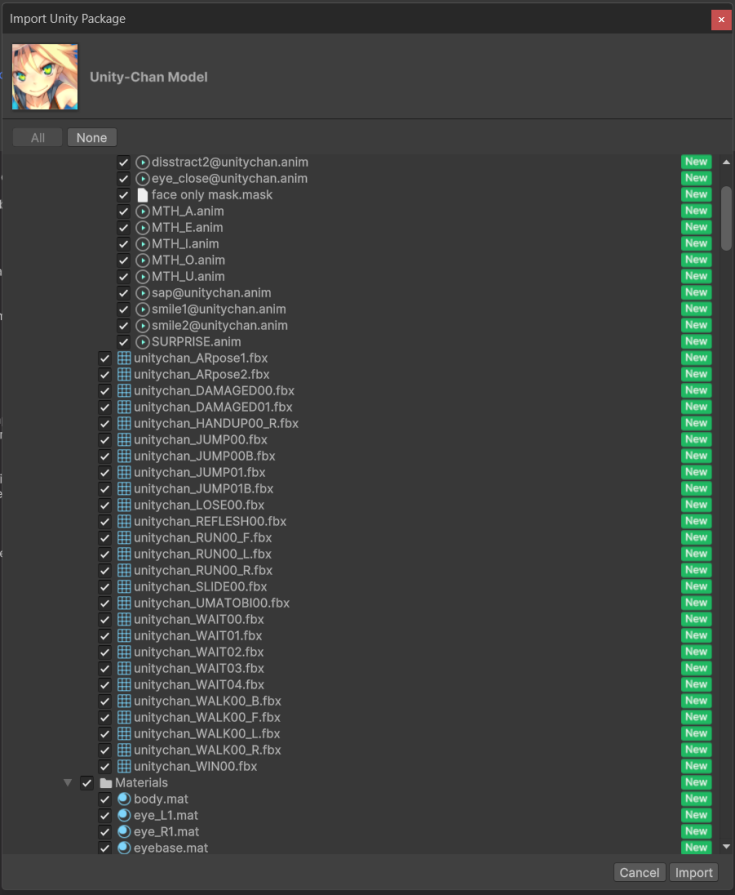 Import Unity Package
Unity-Chan Model
All
None
disstract2@unitychan.anim New
eye_close@unitychan.anim New
face only mask.mask New
MTH_A.anim New
MTH_E.anim New
MTH_I.anim New
MTH_O.anim New
MTH_U.anim New
sap@unitychan.anim New
smile1@unitychan.anim New
smile2@unitychan.anim New
SURPRISE.anim New
unitychan_ARpose1.fbx New
unitychan_ARpose2.fbx New
unitychan_DAMAGED00.fbx New
unitychan_DAMAGED01.fbx New
unitychan_HANDUP00_R.fbx New
unitychan_JUMP00.fbx New
unitychan_JUMP00B.fbx New
unitychan_JUMP01.fbx New
unitychan_JUMP01B.fbx New
unitychan_LOSE00.fbx New
unitychan_REFLESH00.fbx New
unitychan_RUN00_F.fbx New
unitychan_RUN00_L.fbx New
unitychan_RUN00_R.fbx New
unitychan_SLIDE00.fbx New
unitychan_UMATOBI00.fbx New
unitychan_WAIT00.fbx New
unitychan_WAIT01.fbx New
unitychan_WAIT02.fbx New
unitychan_WAIT03.fbx New
unitychan_WAIT04.fbx New
unitychan_WALK00_B.fbx New
unitychan_WALK00_F.fbx New
unitychan_WALK00_L.fbx New
unitychan_WALK00_R.fbx New
unitychan_WIN00.fbx New
Materials New
body.mat New
eye_L1.mat New
eye_R1.mat New
eyebase.mat New
Cancel
Import